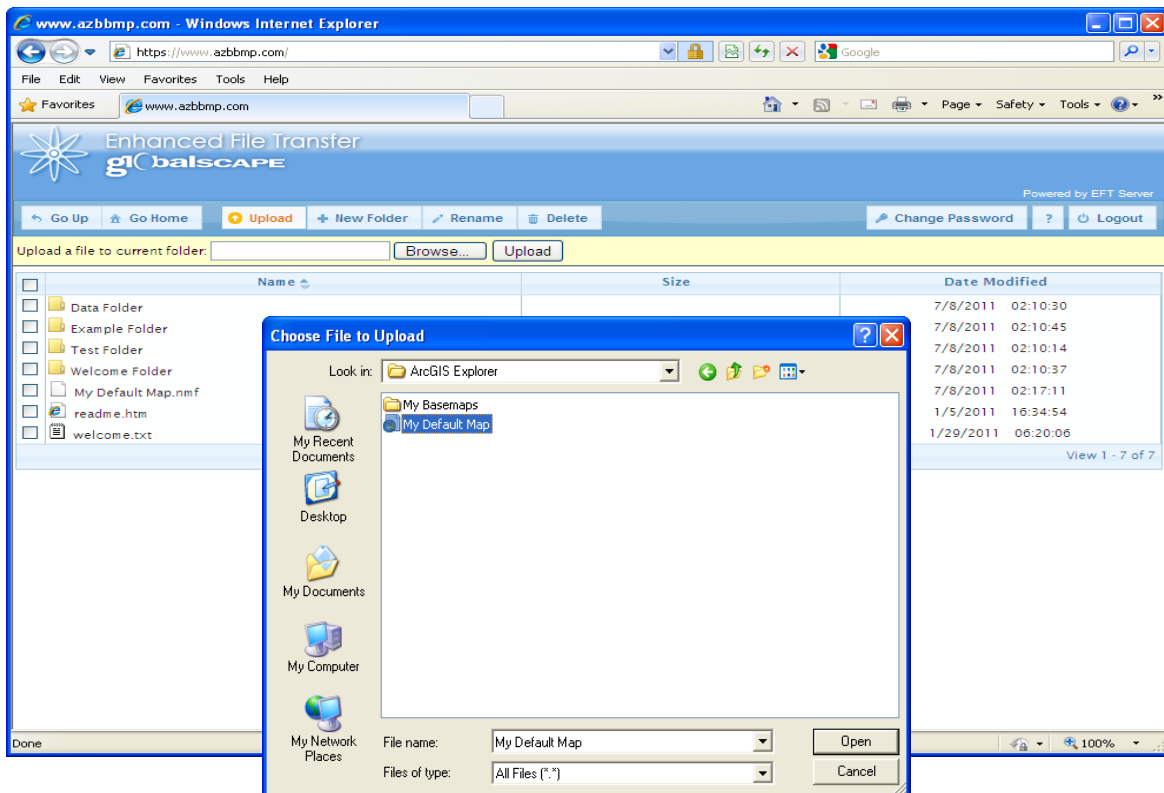 www.azbbmp.com - Windows Internet Explorer
https://www.azbbmp.com/
Google
File Edit View Favorites Tools Help
Favorites www.azbbmp.com Page Safety Tools
Enhanced File Transfer
globalSCAPE
Powered by EFT Server
Go Up Go Home Upload New Folder Rename Delete Change Password ? Logout
Upload a file to current folder: Browse... Upload
Name Size Date Modified
Data Folder 7/8/2011 02:10:30
Example Folder 7/8/2011 02:10:45
Test Folder 7/8/2011 02:10:14
Welcome Folder 7/8/2011 02:10:37
My Default Map.nmf 7/8/2011 02:17:11
readme.htm 1/5/2011 16:34:54
welcome.txt 1/29/2011 06:20:06
View 1 - 7 of 7
Choose File to Upload
Look in: ArcGIS Explorer
My Basemaps
My Default Map
My Recent
Documents
Desktop
My Documents
My Computer
My Network
Places
File name: My Default Map Open
Files of type: All Files (*.*) Cancel
Done 100%